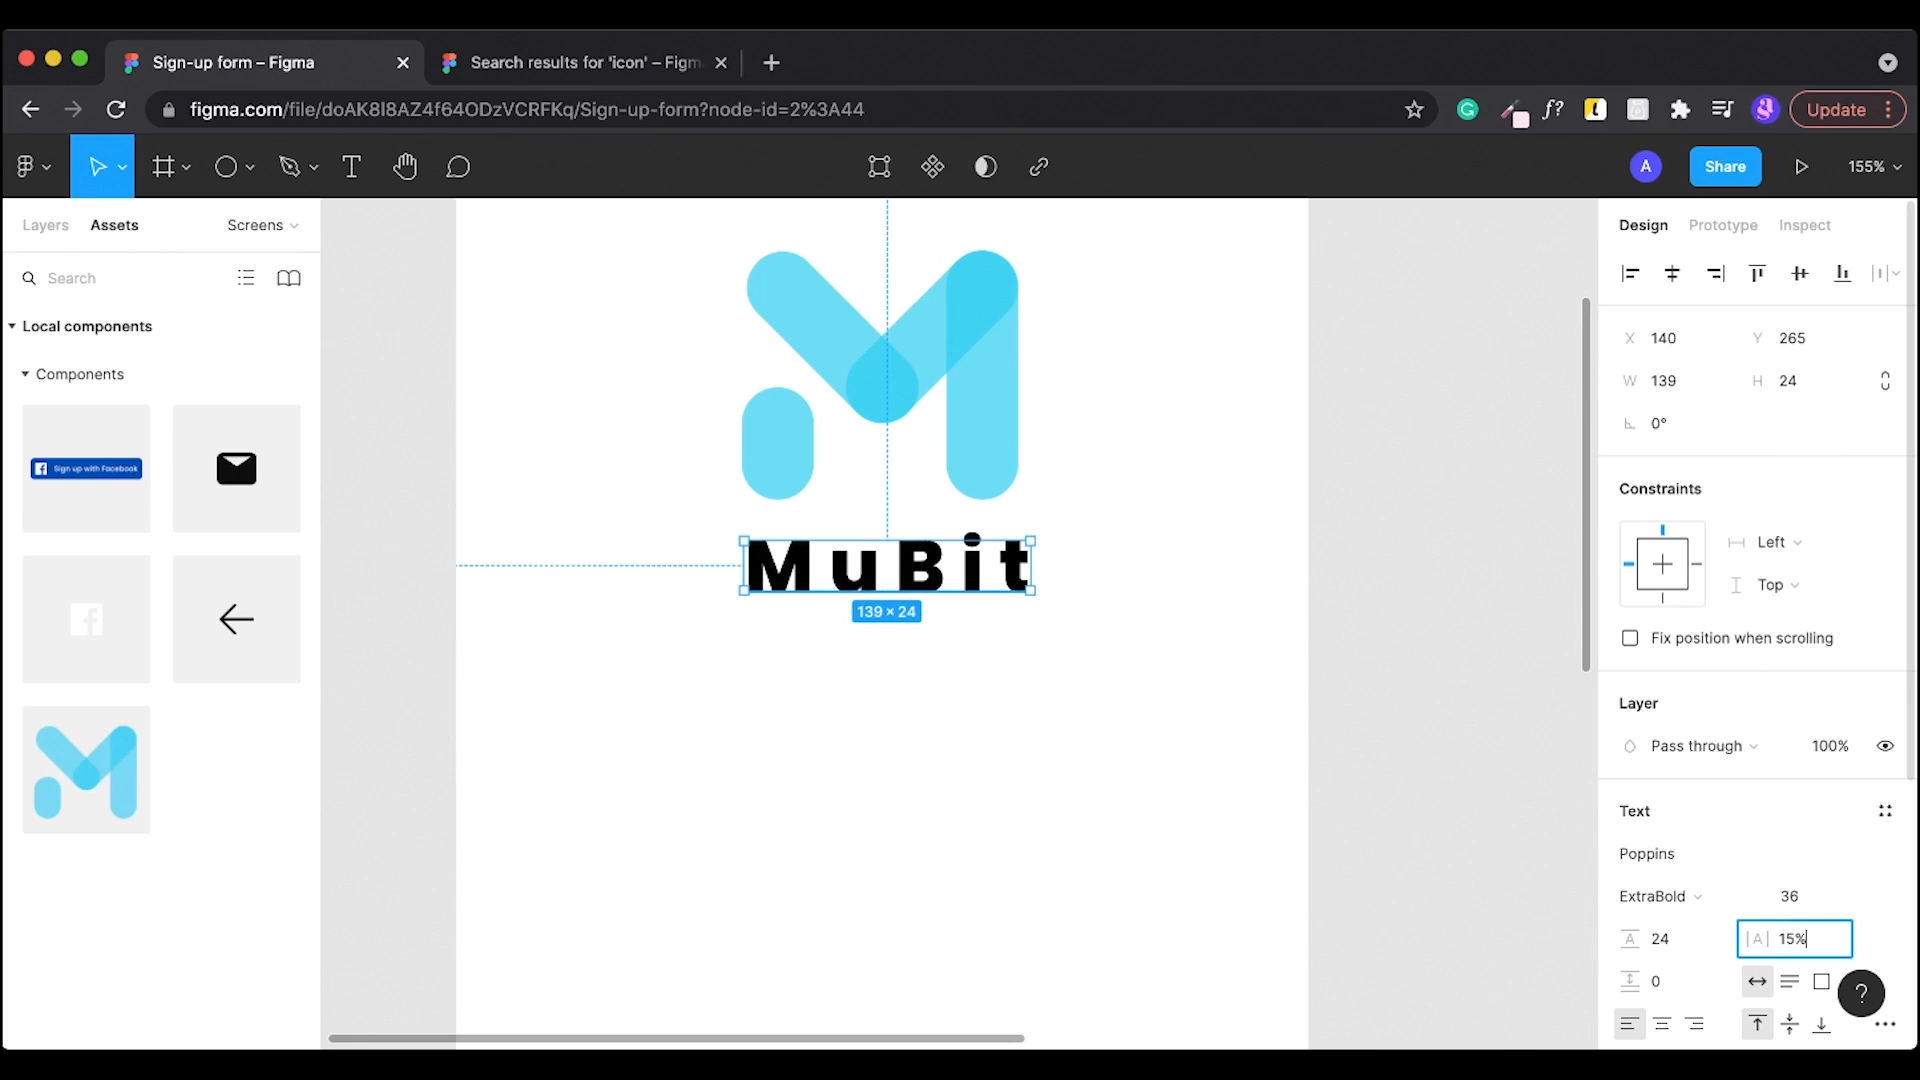 Sign-up form – Figma
Search results for 'icon' – Figm
figma.com/file/doAK8I8AZ4f64ODzVCRFKq/Sign-up-form?node-id=2%3A44
f?
Update
T
A
Share
155%
Layers
Assets
Screens
Search
Local components
Components
Sign up with Facebook
MuBit
139 × 24
Design
Prototype
Inspect
X 140
Y 265
W 139
H 24
0°
Constraints
Left
Top
Fix position when scrolling
Layer
Pass through
100%
Text
Poppins
ExtraBold
36
A 24
|A| 15%
0
?